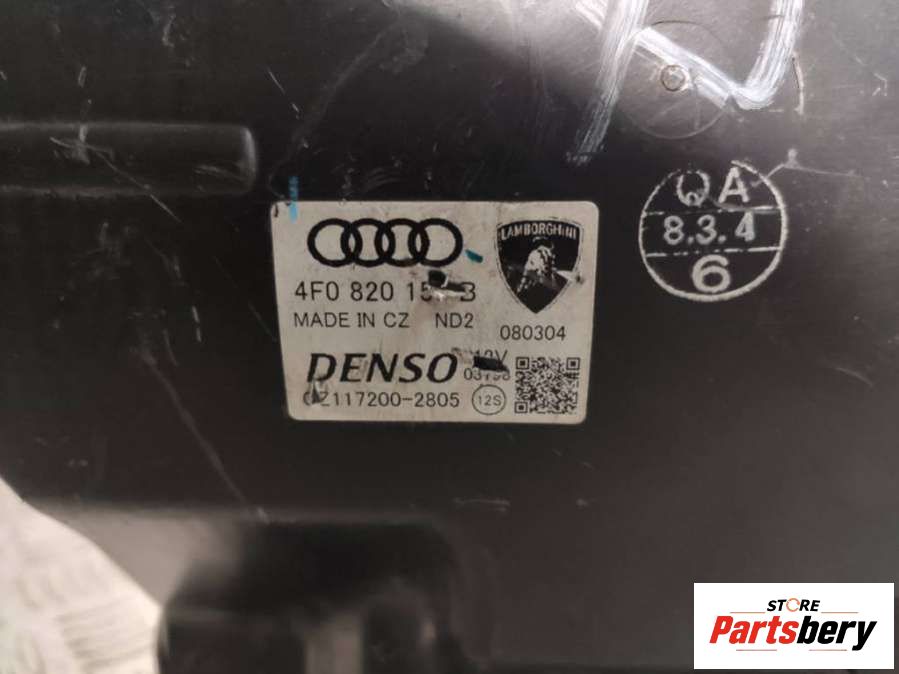 LAMBORGHINI
4F0 820 15
MADE IN CZ ND2
080304
DENSO
117200-2805 12S
QA
8.3.4
6
STORE
Partsbery